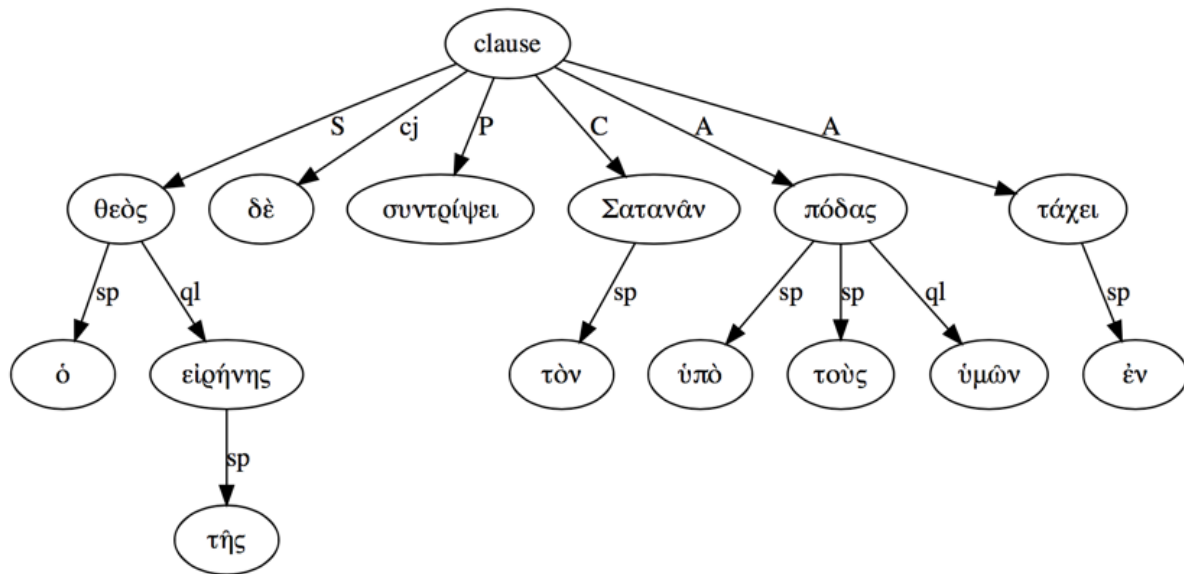 clause
S cj P C A A
θεὸς δὲ συντρίψει Σατανᾶν πόδας τάχει
sp ql sp sp sp ql sp
ὁ εἰρήνης τὸν ὑπὸ τοὺς ὑμῶν ἐν
sp
τῆς